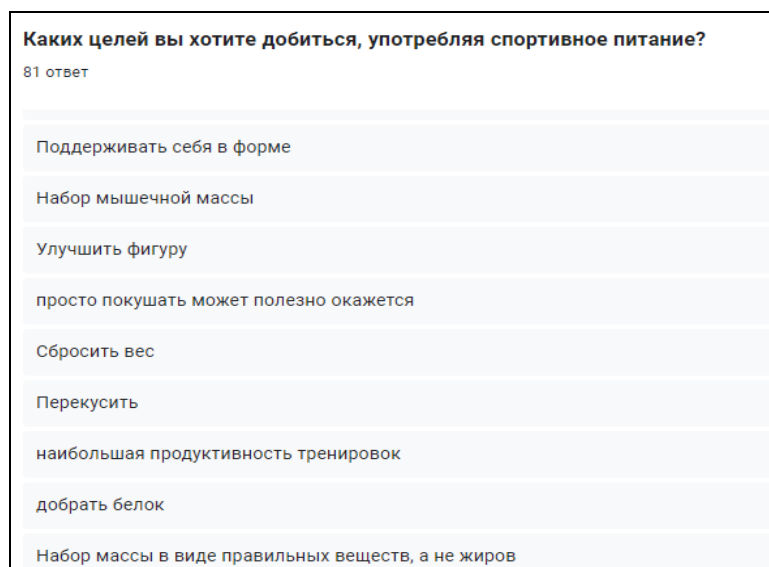 Каких целей вы хотите добиться, употребляя спортивное питание?
81 ответ
Поддерживать себя в форме
Набор мышечной массы
Улучшить фигуру
просто покушать может полезно окажется
Сбросить вес
Перекусить
наибольшая продуктивность тренировок
добрать белок
Набор массы в виде правильных веществ, а не жиров